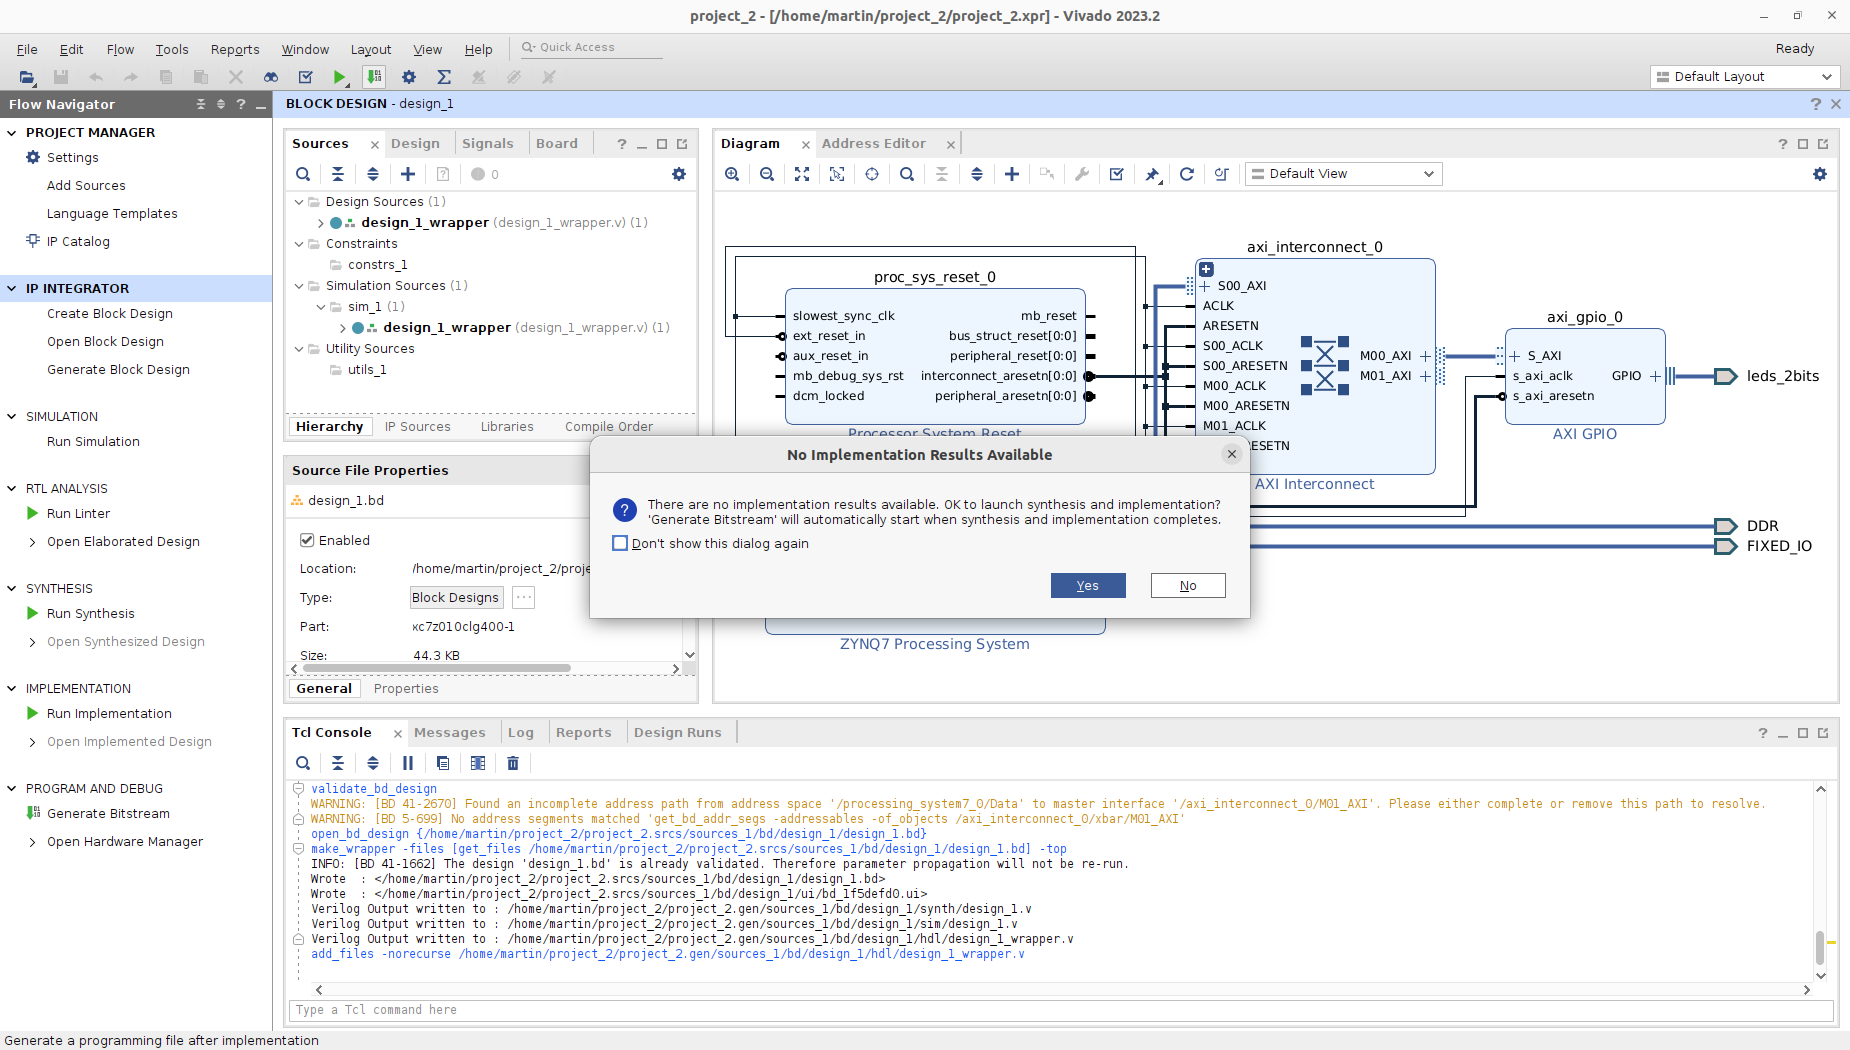 project_2 - [/home/martin/project_2/project_2.xpr] - Vivado 2023.2
File Edit Flow Tools Reports Window Layout View Help Quick Access Ready
Default Layout
Flow Navigator
PROJECT MANAGER
Settings
Add Sources
Language Templates
IP Catalog
IP INTEGRATOR
Create Block Design
Open Block Design
Generate Block Design
SIMULATION
Run Simulation
RTL ANALYSIS
Run Linter
Open Elaborated Design
SYNTHESIS
Run Synthesis
Open Synthesized Design
IMPLEMENTATION
Run Implementation
Open Implemented Design
PROGRAM AND DEBUG
Generate Bitstream
Open Hardware Manager
BLOCK DESIGN - design_1
Sources Design Signals Board
0
Design Sources (1)
design_1_wrapper (design_1_wrapper.v) (1)
Constraints
constrs_1
Simulation Sources (1)
sim_1 (1)
design_1_wrapper (design_1_wrapper.v) (1)
Utility Sources
utils_1
Hierarchy IP Sources Libraries Compile Order
Source File Properties
design_1.bd
Enabled
Location: /home/martin/project_2/proje
Type: Block Designs
Part: xc7z010clg400-1
Size: 44.3 KB
General Properties
Diagram Address Editor
Default View
proc_sys_reset_0
slowest_sync_clk mb_reset
ext_reset_in bus_struct_reset[0:0]
aux_reset_in peripheral_reset[0:0]
mb_debug_sys_rst interconnect_aresetn[0:0]
dcm_locked peripheral_aresetn[0:0]
Processor System Reset
axi_interconnect_0
S00_AXI
ACLK
ARESETN
S00_ACLK
S00_ARESETN
M00_ACLK
M00_ARESETN
M01_ACLK
ESETN
M00_AXI
M01_AXI
AXI Interconnect
axi_gpio_0
S_AXI
s_axi_aclk GPIO
s_axi_aresetn
AXI GPIO
leds_2bits
DDR
FIXED_IO
ZYNQ7 Processing System
No Implementation Results Available
There are no implementation results available. OK to launch synthesis and implementation?
'Generate Bitstream' will automatically start when synthesis and implementation completes.
Don't show this dialog again
Yes No
Tcl Console Messages Log Reports Design Runs
validate_bd_design
WARNING: [BD 41-2670] Found an incomplete address path from address space '/processing_system7_0/Data' to master interface '/axi_interconnect_0/M01_AXI'. Please either complete or remove this path to resolve.
WARNING: [BD 5-699] No address segments matched 'get_bd_addr_segs -addressables -of_objects /axi_interconnect_0/xbar/M01_AXI'
open_bd_design {/home/martin/project_2/project_2.srcs/sources_1/bd/design_1/design_1.bd}
make_wrapper -files [get_files /home/martin/project_2/project_2.srcs/sources_1/bd/design_1/design_1.bd] -top
INFO: [BD 41-1662] The design 'design_1.bd' is already validated. Therefore parameter propagation will not be re-run.
Wrote  : </home/martin/project_2/project_2.srcs/sources_1/bd/design_1/design_1.bd>
Wrote  : </home/martin/project_2/project_2.srcs/sources_1/bd/design_1/ui/bd_1f5defd0.ui>
Verilog Output written to : /home/martin/project_2/project_2.gen/sources_1/bd/design_1/synth/design_1.v
Verilog Output written to : /home/martin/project_2/project_2.gen/sources_1/bd/design_1/sim/design_1.v
Verilog Output written to : /home/martin/project_2/project_2.gen/sources_1/bd/design_1/hdl/design_1_wrapper.v
add_files -norecurse /home/martin/project_2/project_2.gen/sources_1/bd/design_1/hdl/design_1_wrapper.v
Type a Tcl command here
Generate a programming file after implementation